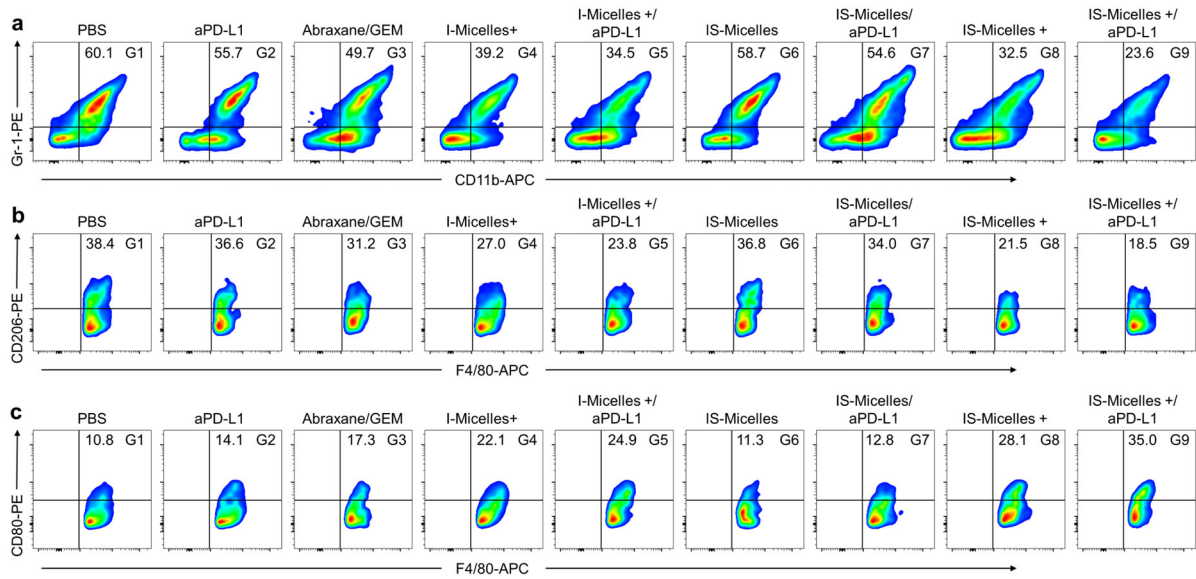 a
PBS
aPD-L1
Abraxane/GEM
I-Micelles+
I-Micelles +/
aPD-L1
IS-Micelles
IS-Micelles/
aPD-L1
IS-Micelles +
IS-Micelles +/
aPD-L1
60.1 G1
55.7 G2
49.7 G3
39.2 G4
34.5 G5
58.7 G6
54.6 G7
32.5 G8
23.6 G9
Gr-1-PE
CD11b-APC
b
PBS
aPD-L1
Abraxane/GEM
I-Micelles+
I-Micelles +/
aPD-L1
IS-Micelles
IS-Micelles/
aPD-L1
IS-Micelles +
IS-Micelles +/
aPD-L1
38.4 G1
36.6 G2
31.2 G3
27.0 G4
23.8 G5
36.8 G6
34.0 G7
21.5 G8
18.5 G9
CD206-PE
F4/80-APC
c
PBS
aPD-L1
Abraxane/GEM
I-Micelles+
I-Micelles +/
aPD-L1
IS-Micelles
IS-Micelles/
aPD-L1
IS-Micelles +
IS-Micelles +/
aPD-L1
10.8 G1
14.1 G2
17.3 G3
22.1 G4
24.9 G5
11.3 G6
12.8 G7
28.1 G8
35.0 G9
CD80-PE
F4/80-APC